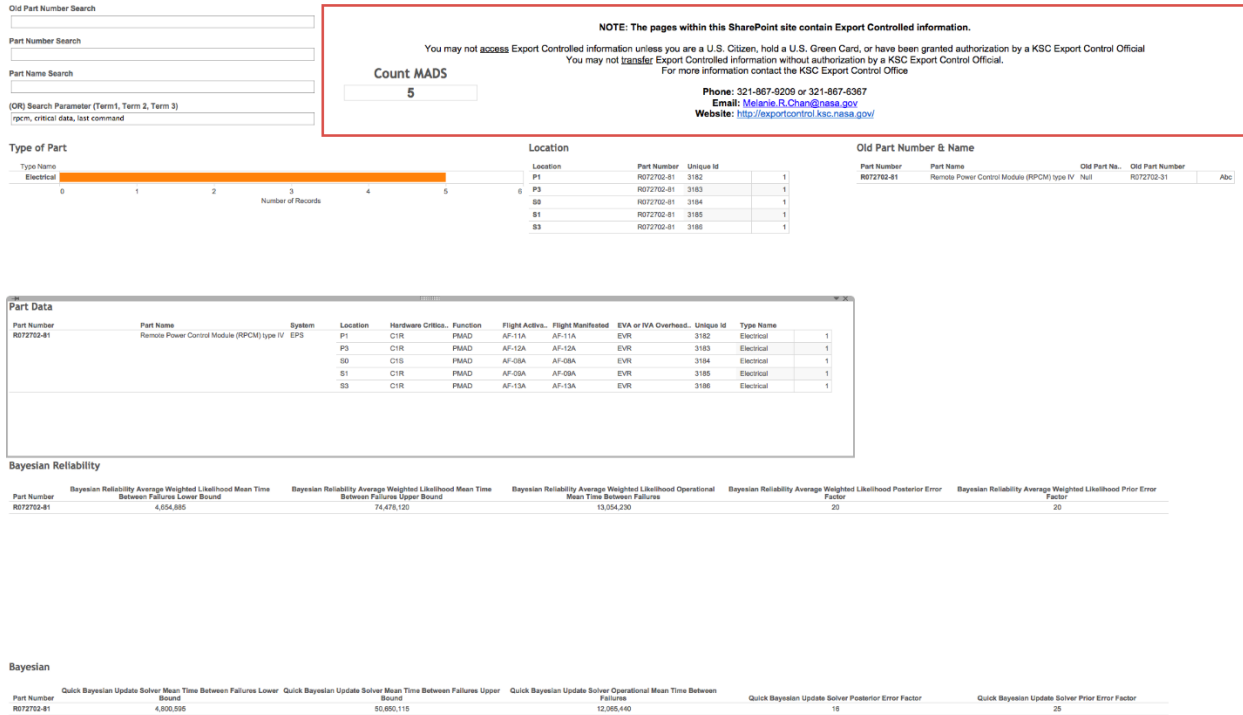 Old Part Number Search
Part Number Search
Part Name Search
(OR) Search Parameter (Term1, Term 2, Term 3)
rpcm, critical data, last command
Count MADS
5
NOTE: The pages within this SharePoint site contain Export Controlled information.
You may not access Export Controlled information unless you are a U.S. Citizen, hold a U.S. Green Card, or have been granted authorization by a KSC Export Control Official
You may not transfer Export Controlled information without authorization by a KSC Export Control Official.
For more information contact the KSC Export Control Office
Phone: 321-867-9209 or 321-867-6367
Email: Melanie.R.Chan@nasa.gov
Website: http://exportcontrol.ksc.nasa.gov/
Type of Part
Type Name
Electrical
0 1 2 3 4 5 6
Number of Records
Location
Location Part Number Unique Id
P1 R072702-81 3182 1
P3 R072702-81 3183 1
S0 R072702-81 3184 1
S1 R072702-81 3185 1
S3 R072702-81 3186 1
Old Part Number & Name
Part Number Part Name Old Part Na.. Old Part Number
R072702-81 Remote Power Control Module (RPCM) type IV Null R072702-31 Abc
Part Data
Part Number Part Name System Location Hardware Critica.. Function Flight Activa.. Flight Manifested EVA or IVA Overhead.. Unique Id Type Name
R072702-81 Remote Power Control Module (RPCM) type IV EPS P1 C1R PMAD AF-11A AF-11A EVR 3182 Electrical 1
P3 C1R PMAD AF-12A AF-12A EVR 3183 Electrical 1
S0 C1S PMAD AF-08A AF-08A EVR 3184 Electrical 1
S1 C1R PMAD AF-09A AF-09A EVR 3185 Electrical 1
S3 C1R PMAD AF-13A AF-13A EVR 3186 Electrical 1
Bayesian Reliability
Part Number Bayesian Reliability Average Weighted Likelihood Mean Time Between Failures Lower Bound Bayesian Reliability Average Weighted Likelihood Mean Time Between Failures Upper Bound Bayesian Reliability Average Weighted Likelihood Operational Mean Time Between Failures Bayesian Reliability Average Weighted Likelihood Posterior Error Factor Bayesian Reliability Average Weighted Likelihood Prior Error Factor
R072702-81 4,654,885 74,478,120 13,054,230 20 20
Bayesian
Part Number Quick Bayesian Update Solver Mean Time Between Failures Lower Bound Quick Bayesian Update Solver Mean Time Between Failures Upper Bound Quick Bayesian Update Solver Operational Mean Time Between Failures Quick Bayesian Update Solver Posterior Error Factor Quick Bayesian Update Solver Prior Error Factor
R072702-81 4,800,595 50,650,115 12,065,440 16 25